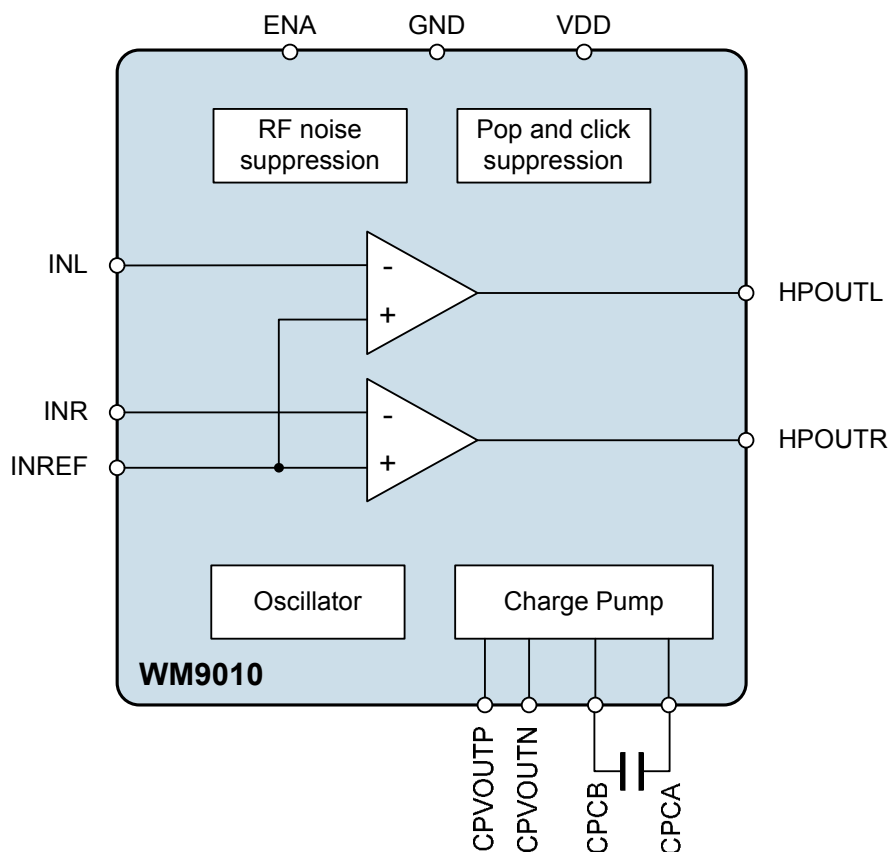 ENA
GND
VDD
RF noise
suppression
Pop and click
suppression
INL
-
+
HPOUTL
INR
-
INREF
+
HPOUTR
Oscillator
Charge Pump
WM9010
CPVOUTP
CPVOUTN
CPCB
CPCA